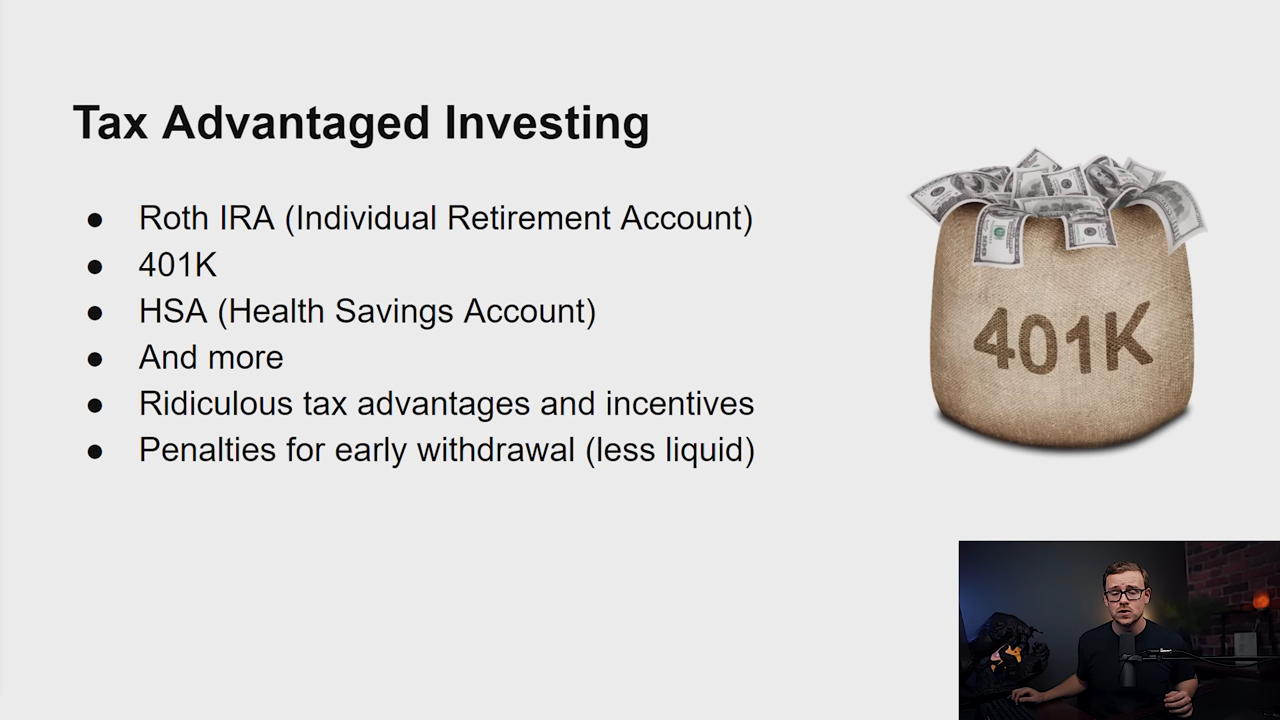 Tax Advantaged Investing
● Roth IRA (Individual Retirement Account)
● 401K
● HSA (Health Savings Account)
● And more
● Ridiculous tax advantages and incentives
● Penalties for early withdrawal (less liquid)
401K